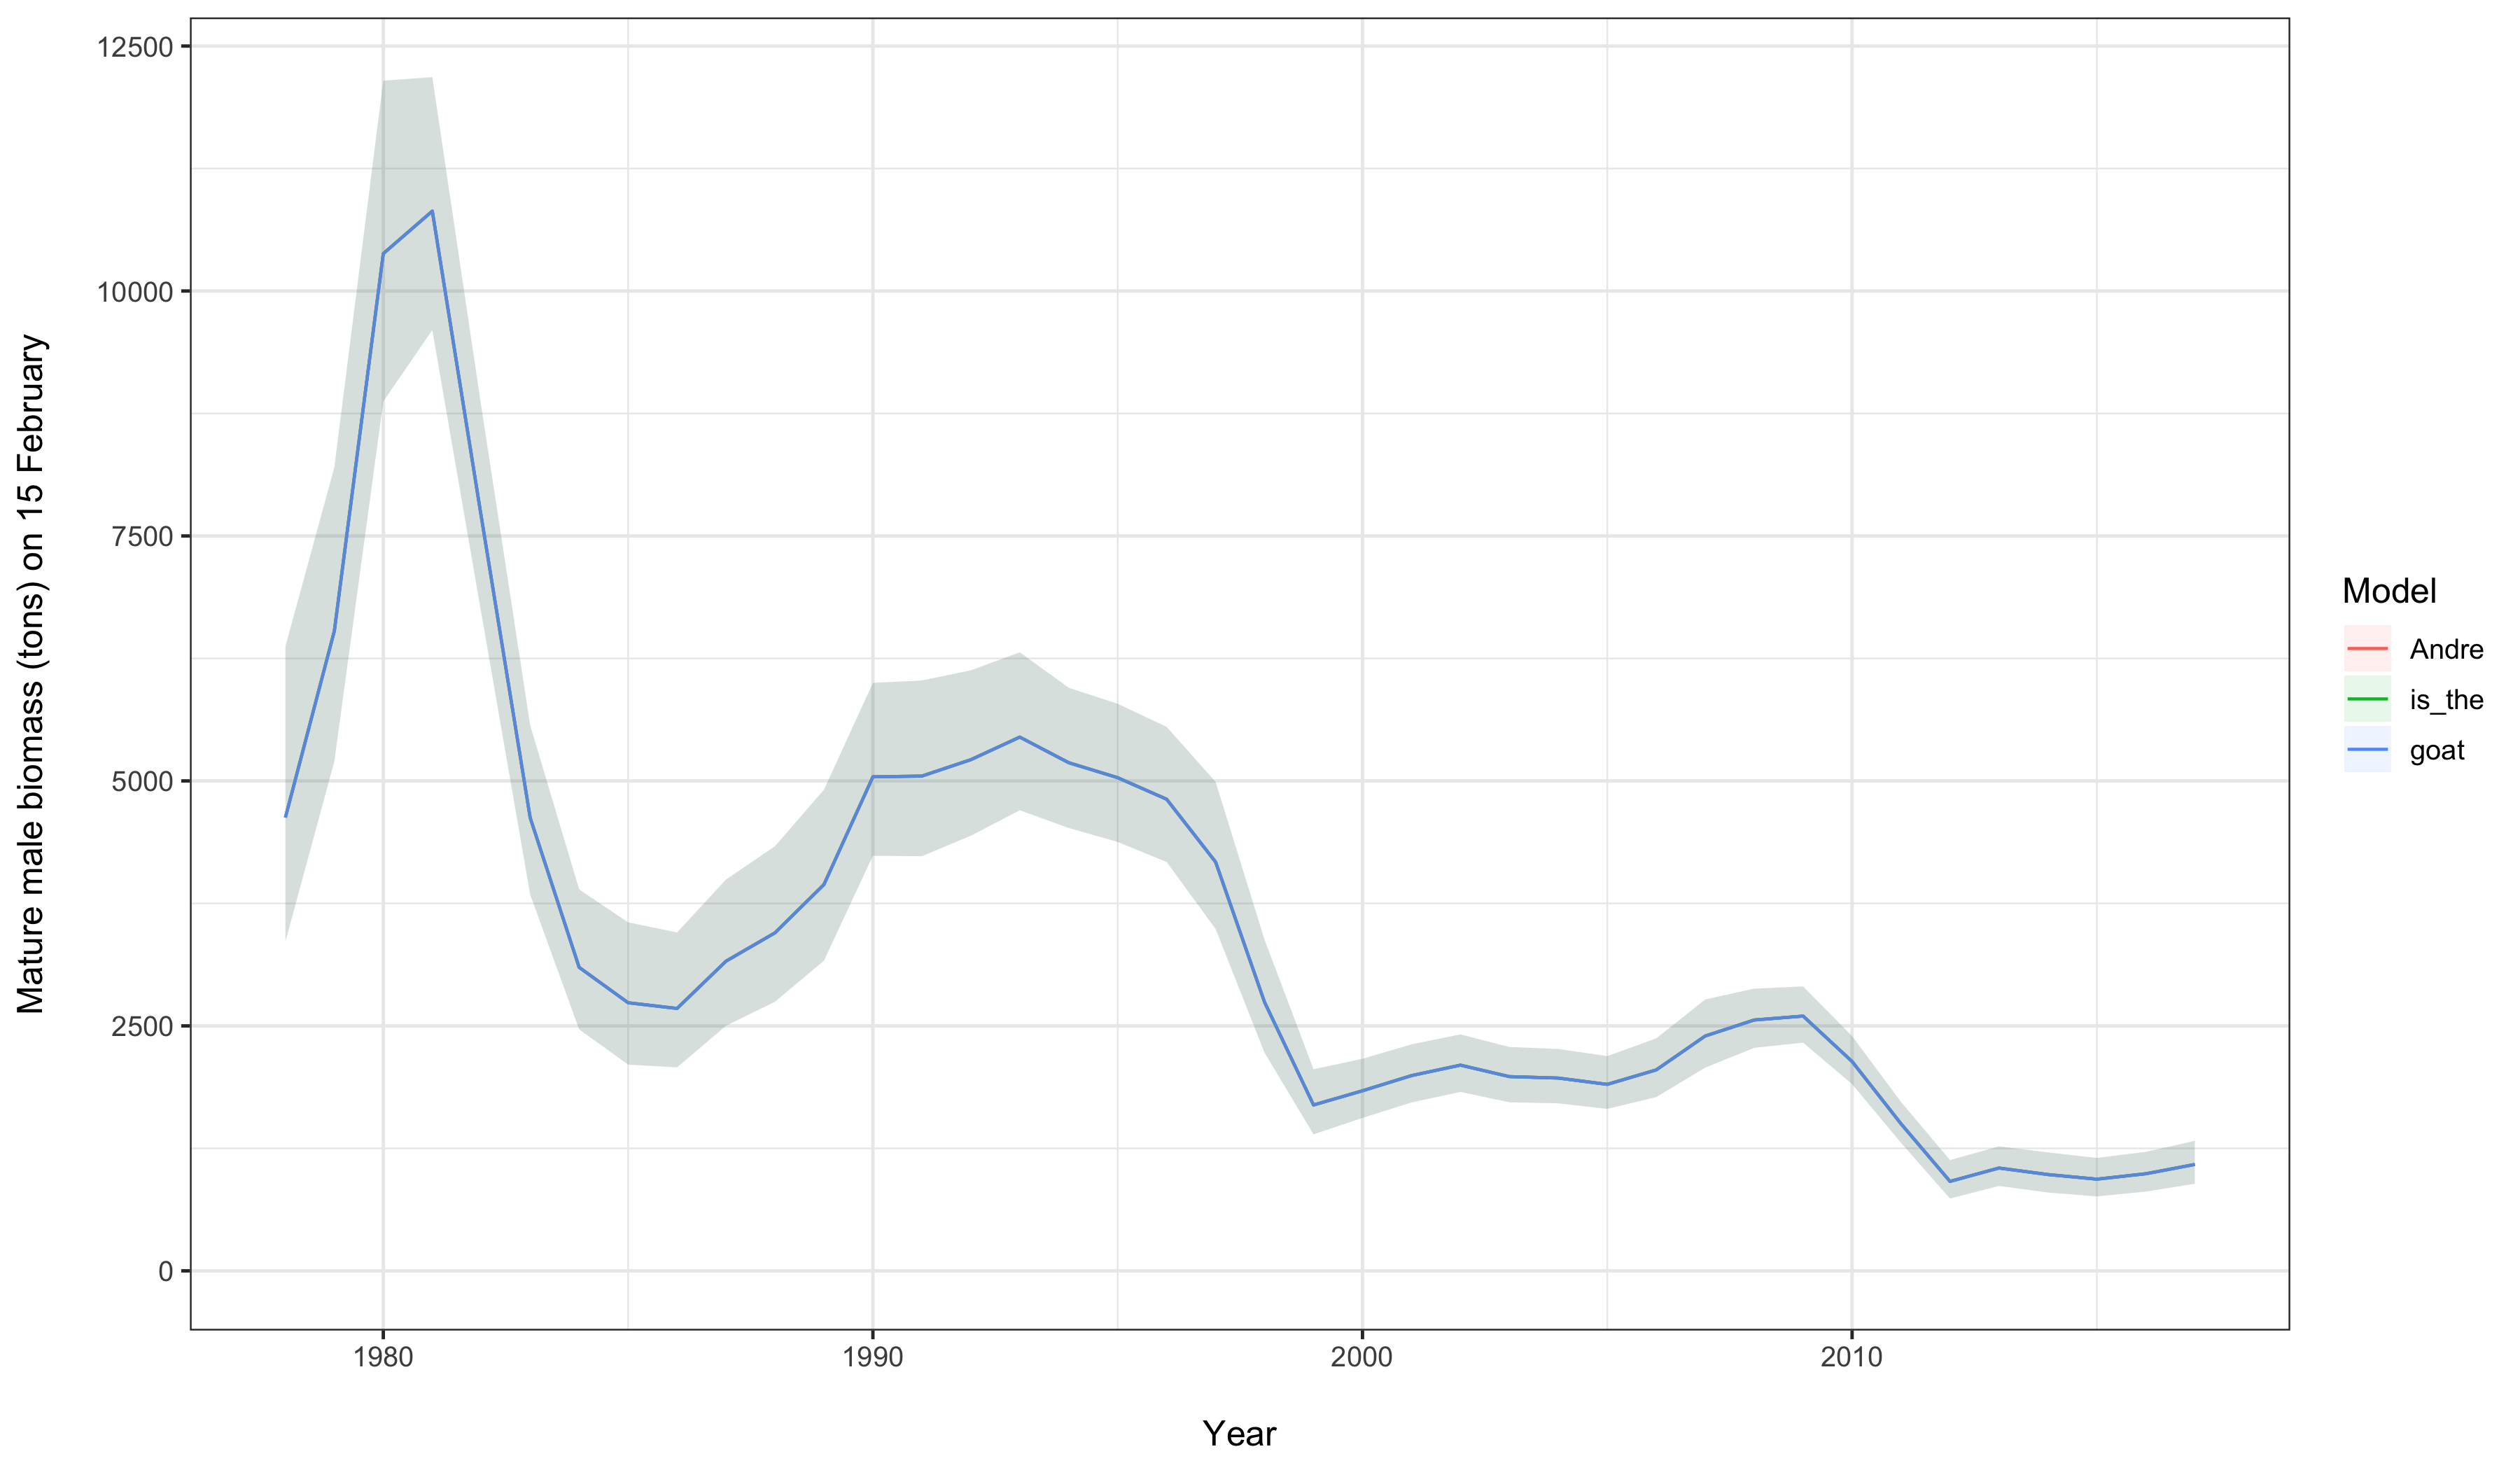 Mature male biomass (tons) on 15 February
12500
10000
7500
5000
2500
0
1980
1990
2000
2010
Year
Model
Andre
is_the
goat